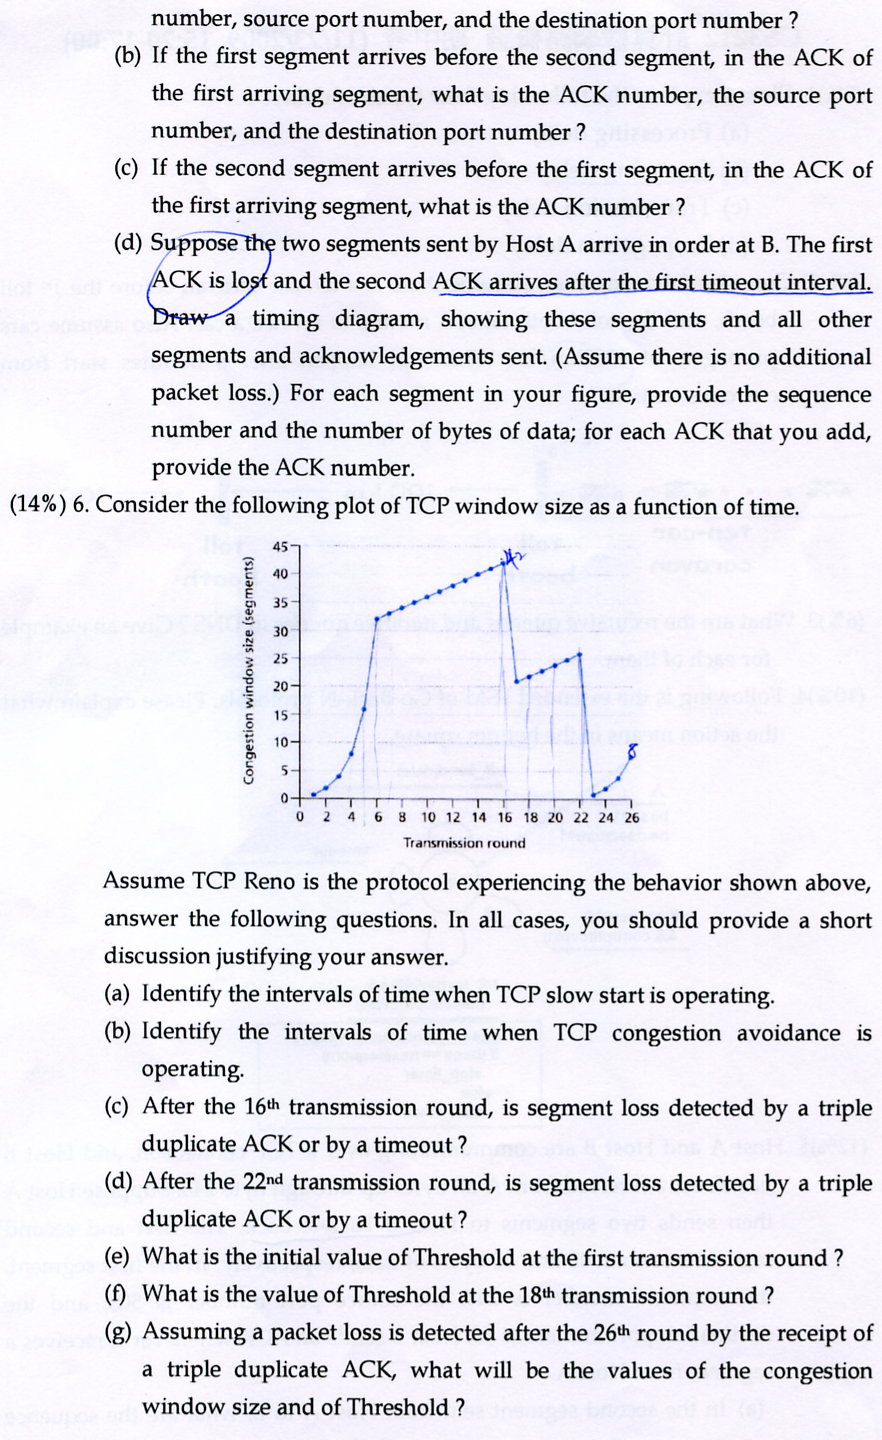 number, source port number, and the destination port number ?
(b) If the first segment arrives before the second segment, in the ACK of
the first arriving segment, what is the ACK number, the source port
number, and the destination port number ?
(c) If the second segment arrives before the first segment, in the ACK of
the first arriving segment, what is the ACK number ?
(d) Suppose the two segments sent by Host A arrive in order at B. The first
ACK is lost and the second ACK arrives after the first timeout interval.
Draw a timing diagram, showing these segments and all other
segments and acknowledgements sent. (Assume there is no additional
packet loss.) For each segment in your figure, provide the sequence
number and the number of bytes of data; for each ACK that you add,
provide the ACK number.
(14%) 6. Consider the following plot of TCP window size as a function of time.
Congestion window size (segments)
45
40
35
30
25
20
15
10
5
0
42
8
0 2 4 6 8 10 12 14 16 18 20 22 24 26
Transmission round
Assume TCP Reno is the protocol experiencing the behavior shown above,
answer the following questions. In all cases, you should provide a short
discussion justifying your answer.
(a) Identify the intervals of time when TCP slow start is operating.
(b) Identify the intervals of time when TCP congestion avoidance is
operating.
(c) After the 16th transmission round, is segment loss detected by a triple
duplicate ACK or by a timeout ?
(d) After the 22nd transmission round, is segment loss detected by a triple
duplicate ACK or by a timeout ?
(e) What is the initial value of Threshold at the first transmission round ?
(f) What is the value of Threshold at the 18th transmission round ?
(g) Assuming a packet loss is detected after the 26th round by the receipt of
a triple duplicate ACK, what will be the values of the congestion
window size and of Threshold ?